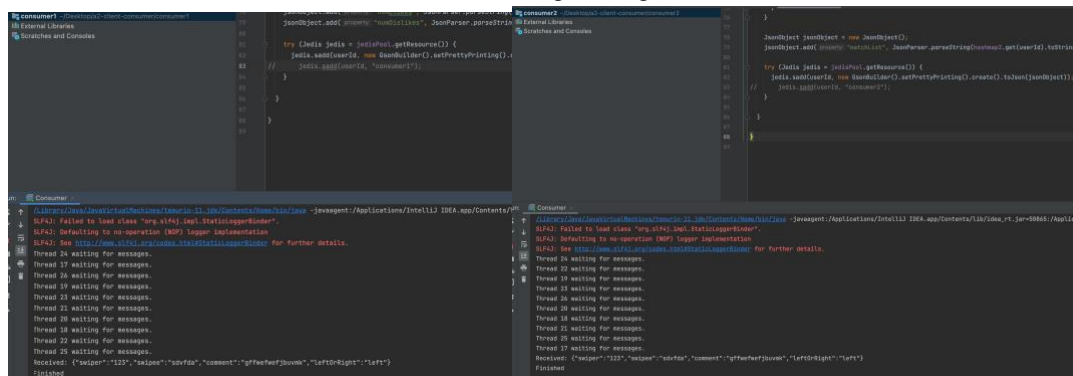 consumer1 ~/Desktop/a2-client-consumer/consumer1
External Libraries
Scratches and Consoles
jsonObject.add( "numDislikes", JsonParser.parseString
try (Jedis jedis = jedisPool.getResource()) {
jedis.sadd(userId, new GsonBuilder().setPrettyPrinting().
// jedis.sadd(userId, "consumer1");
}
}
}
Consumer
/Library/Java/JavaVirtualMachines/temurin-11.jdk/Contents/Home/bin/java -javaagent:/Applications/IntelliJ IDEA.app/Contents/
SLF4J: Failed to load class "org.slf4j.impl.StaticLoggerBinder".
SLF4J: Defaulting to no-operation (NOP) logger implementation
SLF4J: See http://www.slf4j.org/codes.html#StaticLoggerBinder for further details.
Thread 24 waiting for messages.
Thread 17 waiting for messages.
Thread 26 waiting for messages.
Thread 19 waiting for messages.
Thread 23 waiting for messages.
Thread 21 waiting for messages.
Thread 20 waiting for messages.
Thread 18 waiting for messages.
Thread 22 waiting for messages.
Thread 25 waiting for messages.
Received: {"swiper":"123","swipee":"sdvfda","comment":"gffwefwefjbuvmk","leftOrRight":"left"}
Finished
consumer2 ~/Desktop/a2-client-consumer/consumer2
External Libraries
Scratches and Consoles
}
JsonObject jsonObject = new JsonObject();
jsonObject.add( "matchList", JsonParser.parseString(hashmap2.get(userId).toStrin
try (Jedis jedis = jedisPool.getResource()) {
jedis.sadd(userId, new GsonBuilder().setPrettyPrinting().create().toJson(jsonObject));
// jedis.sadd(userId, "consumer1");
}
}
}
Consumer
/Library/Java/JavaVirtualMachines/temurin-11.jdk/Contents/Home/bin/java -javaagent:/Applications/IntelliJ IDEA.app/Contents/lib/idea_rt.jar=50865:/Applic
SLF4J: Failed to load class "org.slf4j.impl.StaticLoggerBinder".
SLF4J: Defaulting to no-operation (NOP) logger implementation
SLF4J: See http://www.slf4j.org/codes.html#StaticLoggerBinder for further details.
Thread 24 waiting for messages.
Thread 22 waiting for messages.
Thread 19 waiting for messages.
Thread 23 waiting for messages.
Thread 26 waiting for messages.
Thread 20 waiting for messages.
Thread 18 waiting for messages.
Thread 21 waiting for messages.
Thread 25 waiting for messages.
Thread 17 waiting for messages.
Received: {"swiper":"123","swipee":"sdvfda","comment":"gffwefwefjbuvmk","leftOrRight":"left"}
Finished